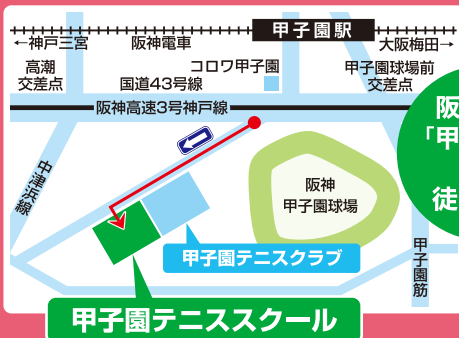 甲子園駅
←神戸三宮
阪神電車
大阪梅田→
高潮
交差点
コロワ甲子園
国道43号線
甲子園球場前
交差点
阪神高速3号神戸線
阪
「甲
徒
中津浜線
阪神
甲子園球場
甲子園テニスクラブ
甲子園筋
甲子園テニススクール